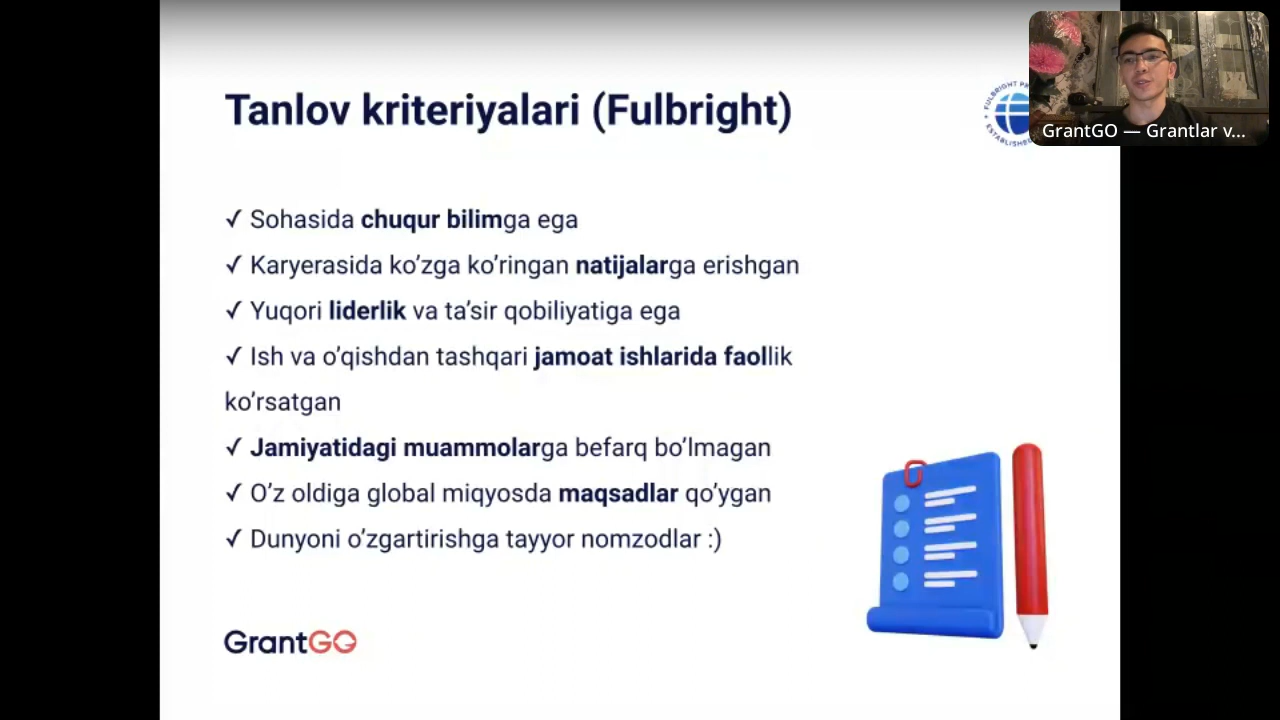 Tanlov kriteriyalari (Fulbright)
FULBRIGHT
GrantGO — Grantlar v...
✓ Sohasida chuqur bilimga ega
✓ Karyerasida ko’zga ko’ringan natijalarga erishgan
✓ Yuqori liderlik va ta’sir qobiliyatiga ega
✓ Ish va o’qishdan tashqari jamoat ishlarida faollik
ko’rsatgan
✓ Jamiyatidagi muammolarga befarq bo’lmagan
✓ O’z oldiga global miqyosda maqsadlar qo’ygan
✓ Dunyoni o’zgartirishga tayyor nomzodlar :)
GrantGO